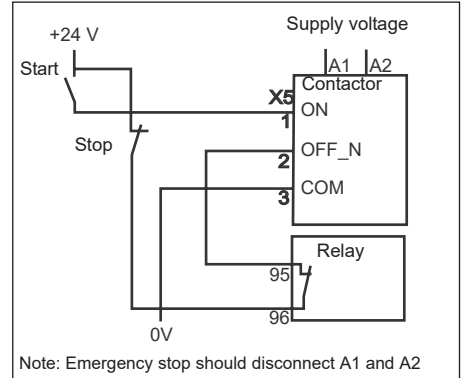 Supply voltage
+24 V
Start
A1 A2
Contactor
X5
ON
1
Stop
OFF_N
2
COM
3
Relay
95
96
0V
Note: Emergency stop should disconnect A1 and A2